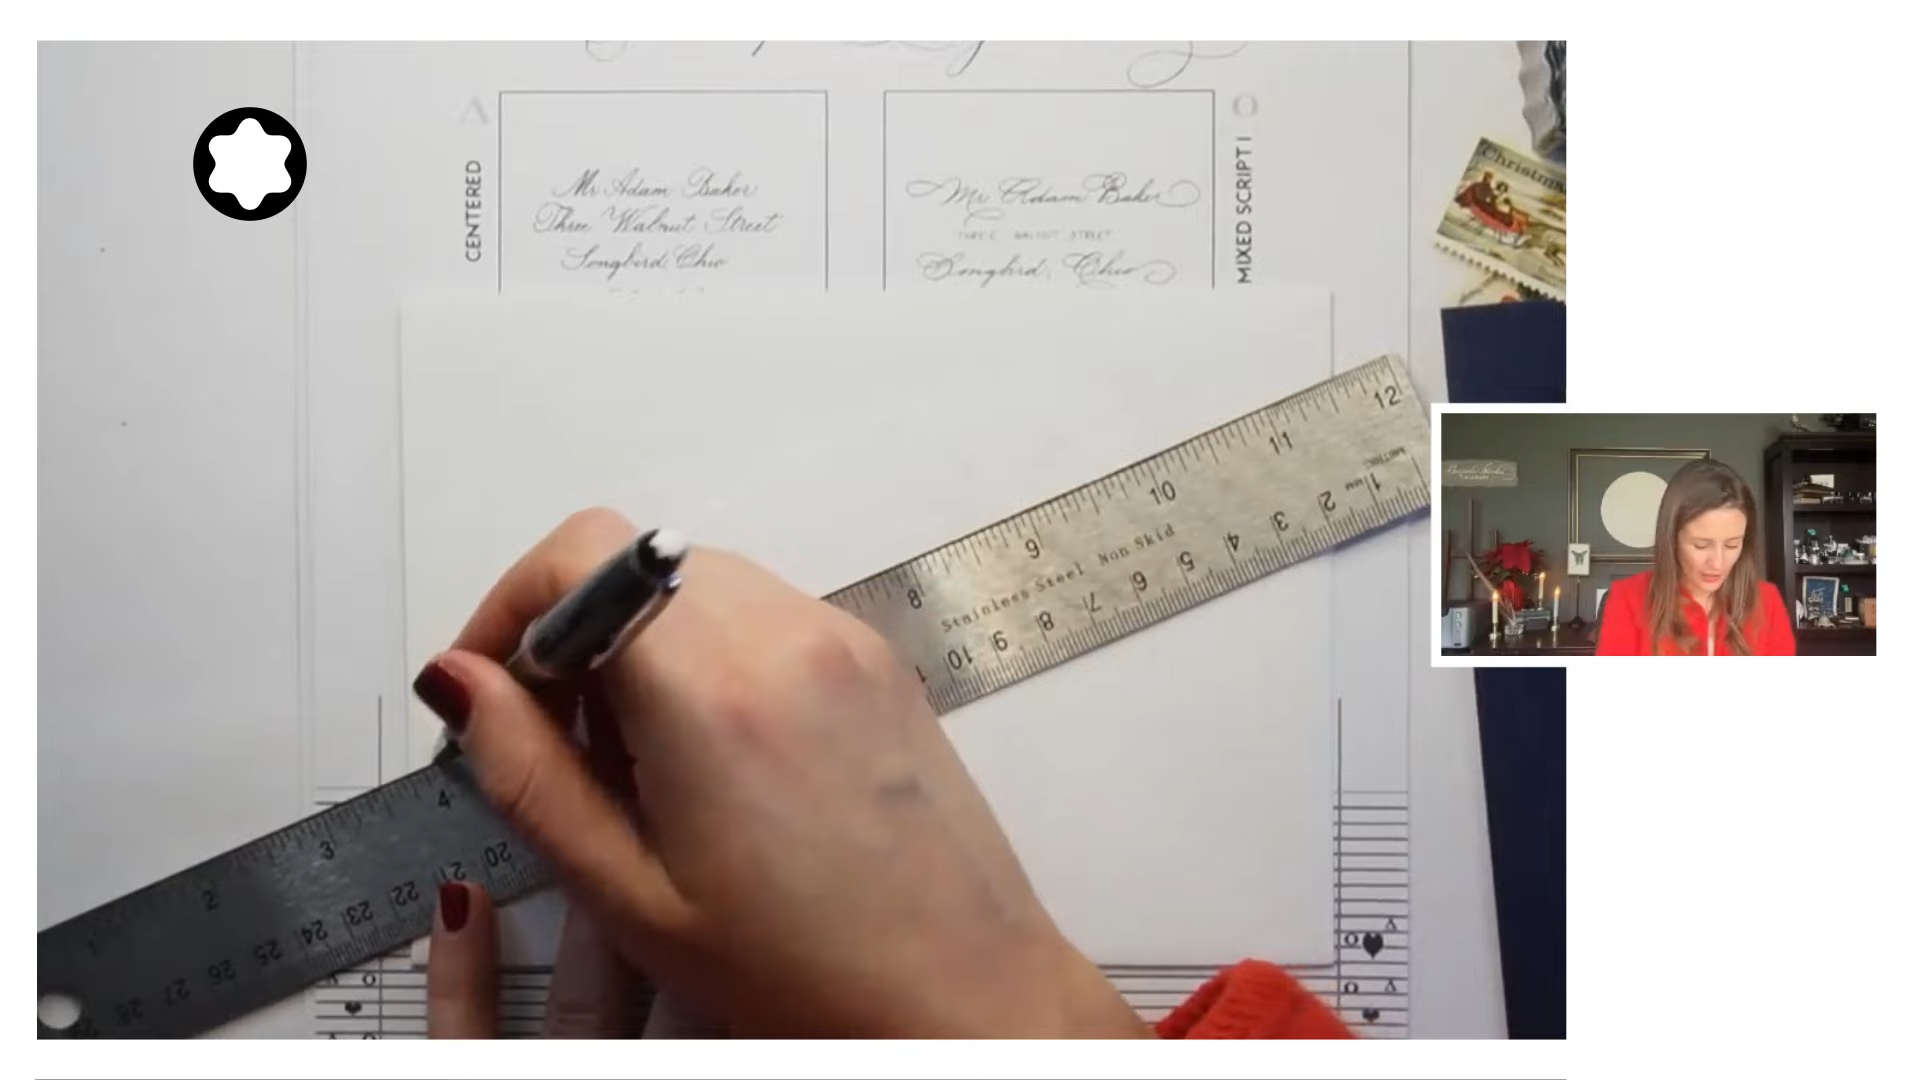 CENTERED
Mr Adam Baker
Three Walnut Street
Songbird, Ohio
Mr Adam Baker
THREE WALNUT STREET
Songbird, Ohio
MIXED SCRIPT I
Christmas
12
11
10
9
8
Stainless Steel Non Skid
1
2
3
4
5
6
7
8
9
10
4
3
2
1
20
21
22
23
24
25
26
27
28
O
A
O
A
O